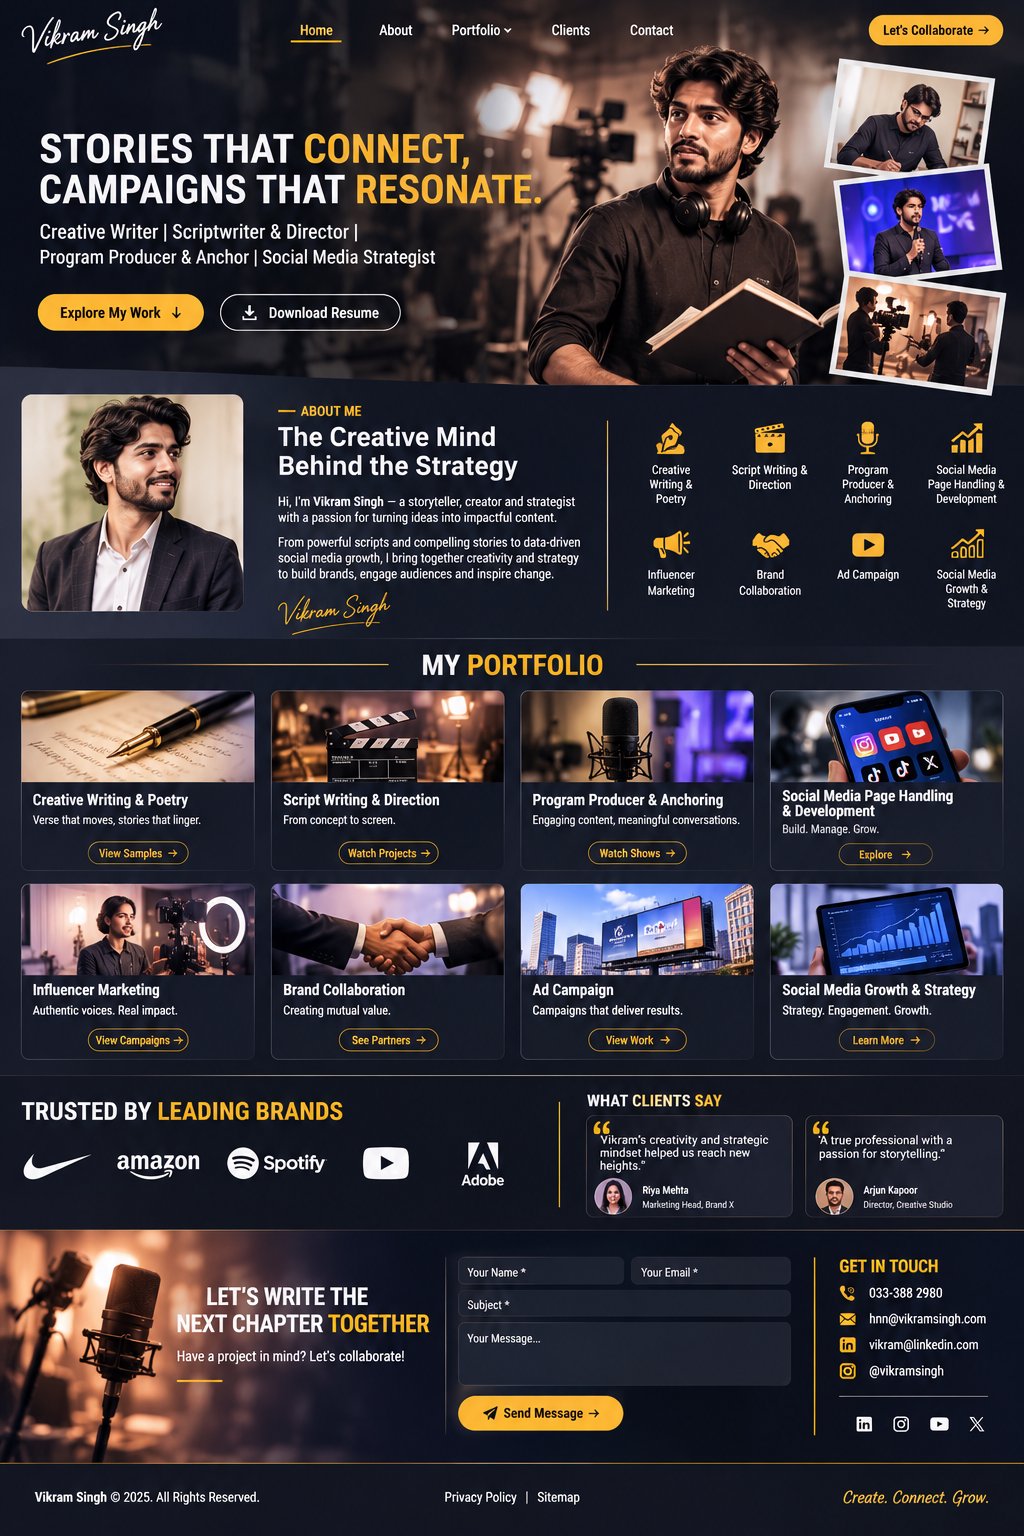 Vikram Singh
Home
About
Portfolio
Clients
Contact
Let's Collaborate →
STORIES THAT CONNECT,
CAMPAIGNS THAT RESONATE.
Creative Writer | Scriptwriter & Director |
Program Producer & Anchor | Social Media Strategist
Explore My Work ↓
Download Resume
ABOUT ME
The Creative Mind
Behind the Strategy
Hi, I'm Vikram Singh — a storyteller, creator and strategist
with a passion for turning ideas into impactful content.
From powerful scripts and compelling stories to data-driven
social media growth, I bring together creativity and strategy
to build brands, engage audiences and inspire change.
Vikram Singh
Creative
Writing &
Poetry
Script Writing &
Direction
Program
Producer &
Anchoring
Social Media
Page Handling &
Development
Influencer
Marketing
Brand
Collaboration
Ad Campaign
Social Media
Growth &
Strategy
MY PORTFOLIO
Creative Writing & Poetry
Verse that moves, stories that linger.
View Samples →
Script Writing & Direction
From concept to screen.
Watch Projects →
Program Producer & Anchoring
Engaging content, meaningful conversations.
Watch Shows →
Social Media Page Handling
& Development
Build. Manage. Grow.
Explore →
Influencer Marketing
Authentic voices. Real impact.
View Campaigns →
Brand Collaboration
Creating mutual value.
See Partners →
Ad Campaign
Campaigns that deliver results.
View Work →
Social Media Growth & Strategy
Strategy. Engagement. Growth.
Learn More →
TRUSTED BY LEADING BRANDS
amazon
Spotify
Adobe
WHAT CLIENTS SAY
"Vikram's creativity and strategic
mindset helped us reach new
heights."
Riya Mehta
Marketing Head, Brand X
"A true professional with a
passion for storytelling."
Arjun Kapoor
Director, Creative Studio
LET'S WRITE THE
NEXT CHAPTER TOGETHER
Have a project in mind? Let's collaborate!
Your Name *
Your Email *
Subject *
Your Message...
Send Message →
GET IN TOUCH
033-388 2980
hnn@vikramsingh.com
vikram@linkedin.com
@vikramsingh
Vikram Singh © 2025. All Rights Reserved.
Privacy Policy | Sitemap
Create. Connect. Grow.